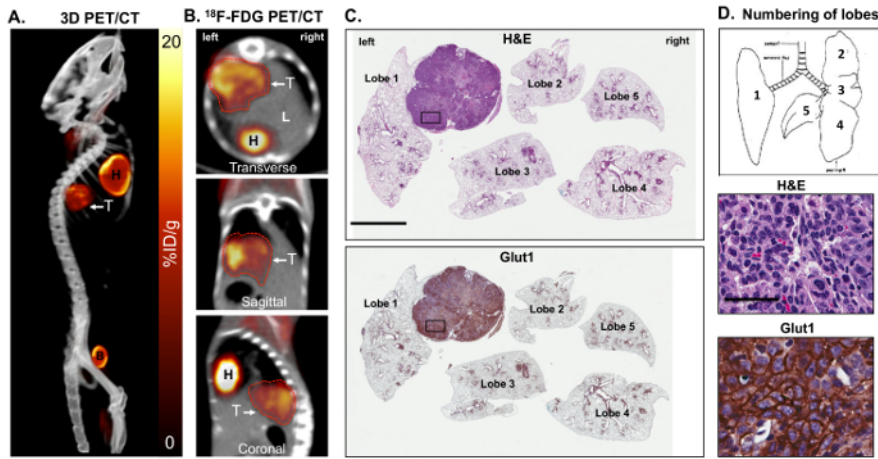 A.
3D PET/CT
20
%ID/g
0
H
T
B
B. ¹⁸F-FDG PET/CT
left
right
T
L
H
Transverse
T
Sagittal
H
T
Coronal
C.
H&E
left
right
Lobe 1
Lobe 2
Lobe 5
Lobe 3
Lobe 4
Glut1
Lobe 1
Lobe 2
Lobe 5
Lobe 3
Lobe 4
D. Numbering of lobes
1
2
3
5
4
H&E
Glut1